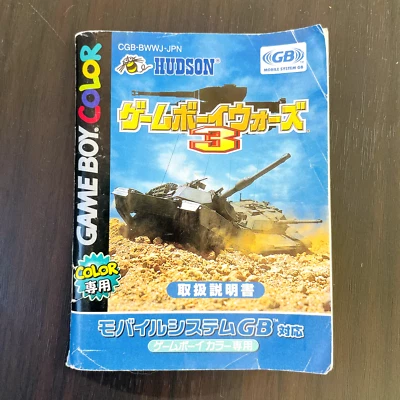 CGB-BWWJ-JPN
HUDSON
GB
MOBILE SYSTEM GB
GAME BOY COLOR
ゲームボーイウォーズ
3
COLOR
専用
取扱説明書
モバイルシステムGB™対応
ゲームボーイカラー専用